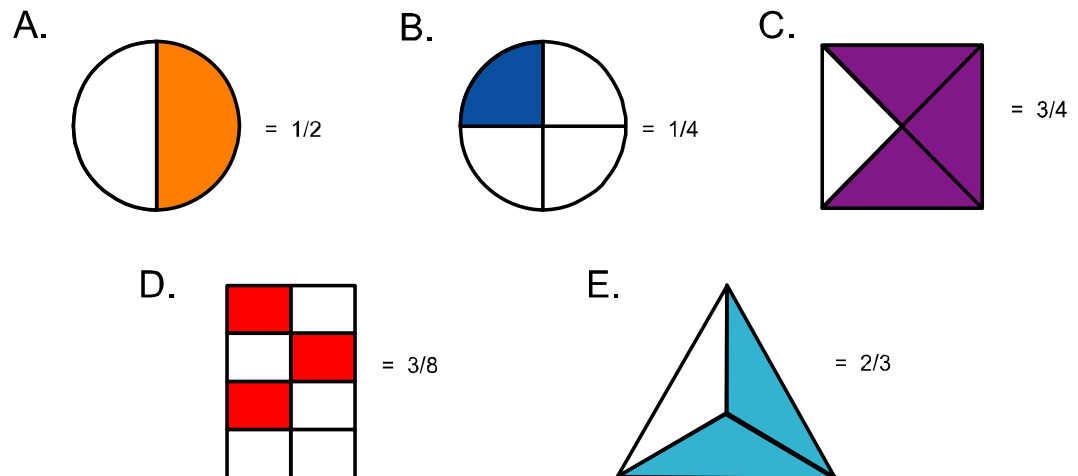 A.
= 1/2
B.
= 1/4
C.
= 3/4
D.
= 3/8
E.
= 2/3